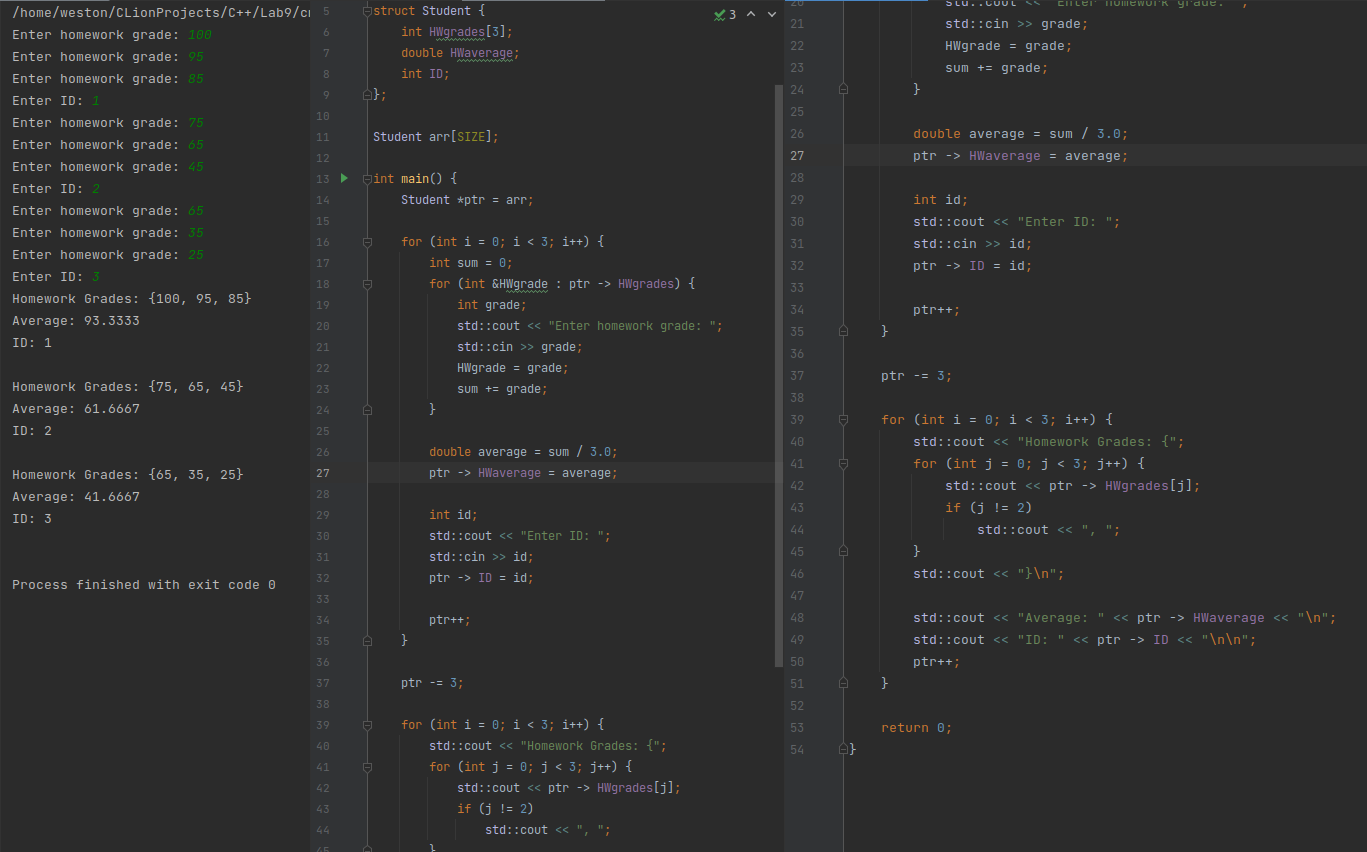 /home/weston/CLionProjects/C++/Lab9/c
Enter homework grade: 100
Enter homework grade: 95
Enter homework grade: 85
Enter ID: 1
Enter homework grade: 75
Enter homework grade: 65
Enter homework grade: 45
Enter ID: 2
Enter homework grade: 65
Enter homework grade: 35
Enter homework grade: 25
Enter ID: 3
Homework Grades: {100, 95, 85}
Average: 93.3333
ID: 1
Homework Grades: {75, 65, 45}
Average: 61.6667
ID: 2
Homework Grades: {65, 35, 25}
Average: 41.6667
ID: 3
Process finished with exit code 0
3
5 struct Student {
6 int HWgrades[3];
7 double HWaverage;
8 int ID;
9 };
10
11 Student arr[SIZE];
12
13 int main() {
14 Student *ptr = arr;
15
16 for (int i = 0; i < 3; i++) {
17 int sum = 0;
18 for (int &HWgrade : ptr -> HWgrades) {
19 int grade;
20 std::cout << "Enter homework grade: ";
21 std::cin >> grade;
22 HWgrade = grade;
23 sum += grade;
24 }
25
26 double average = sum / 3.0;
27 ptr -> HWaverage = average;
28
29 int id;
30 std::cout << "Enter ID: ";
31 std::cin >> id;
32 ptr -> ID = id;
33
34 ptr++;
35 }
36
37 ptr -= 3;
38
39 for (int i = 0; i < 3; i++) {
40 std::cout << "Homework Grades: {";
41 for (int j = 0; j < 3; j++) {
42 std::cout << ptr -> HWgrades[j];
43 if (j != 2)
44 std::cout << ", ";
45 }
20 std::cout << "Enter homework grade: ";
21 std::cin >> grade;
22 HWgrade = grade;
23 sum += grade;
24 }
25
26 double average = sum / 3.0;
27 ptr -> HWaverage = average;
28
29 int id;
30 std::cout << "Enter ID: ";
31 std::cin >> id;
32 ptr -> ID = id;
33
34 ptr++;
35 }
36
37 ptr -= 3;
38
39 for (int i = 0; i < 3; i++) {
40 std::cout << "Homework Grades: {";
41 for (int j = 0; j < 3; j++) {
42 std::cout << ptr -> HWgrades[j];
43 if (j != 2)
44 std::cout << ", ";
45 }
46 std::cout << "}\n";
47
48 std::cout << "Average: " << ptr -> HWaverage << "\n";
49 std::cout << "ID: " << ptr -> ID << "\n\n";
50 ptr++;
51 }
52
53 return 0;
54 }